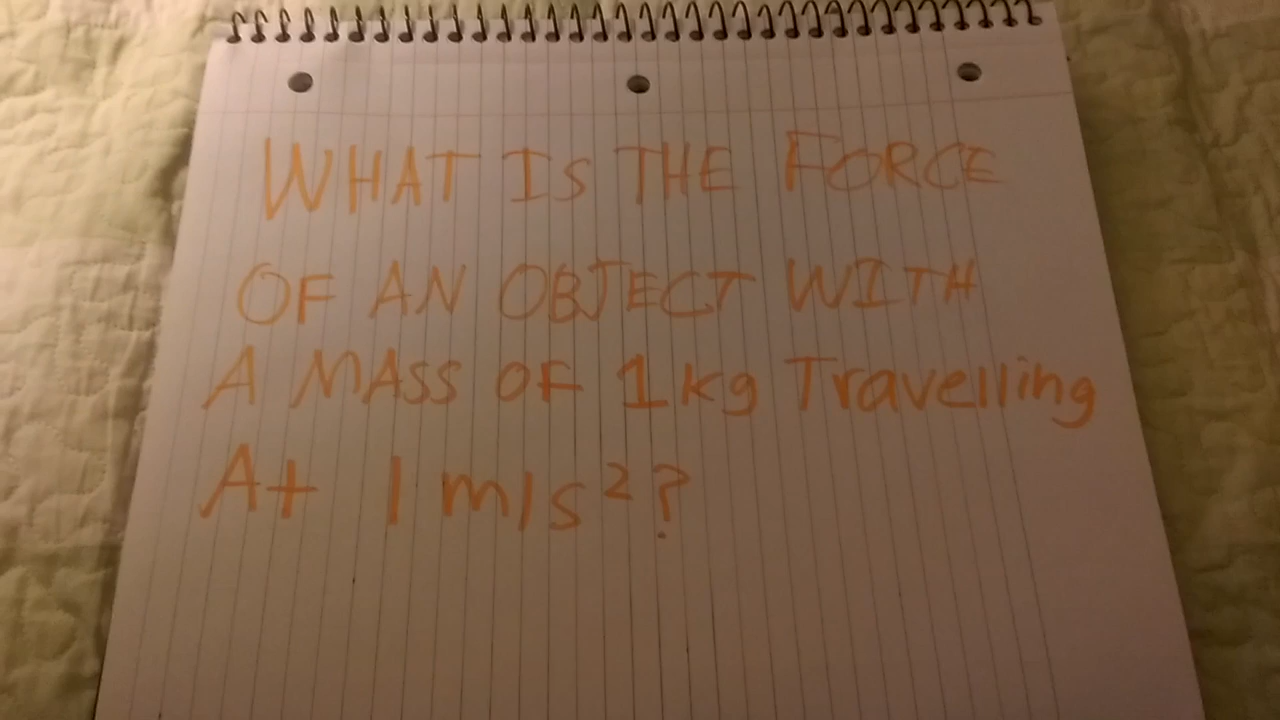 WHAT IS THE FORCE
OF AN OBJECT WITH
A MASS OF 1kg Travelling
At 1 m/s²?